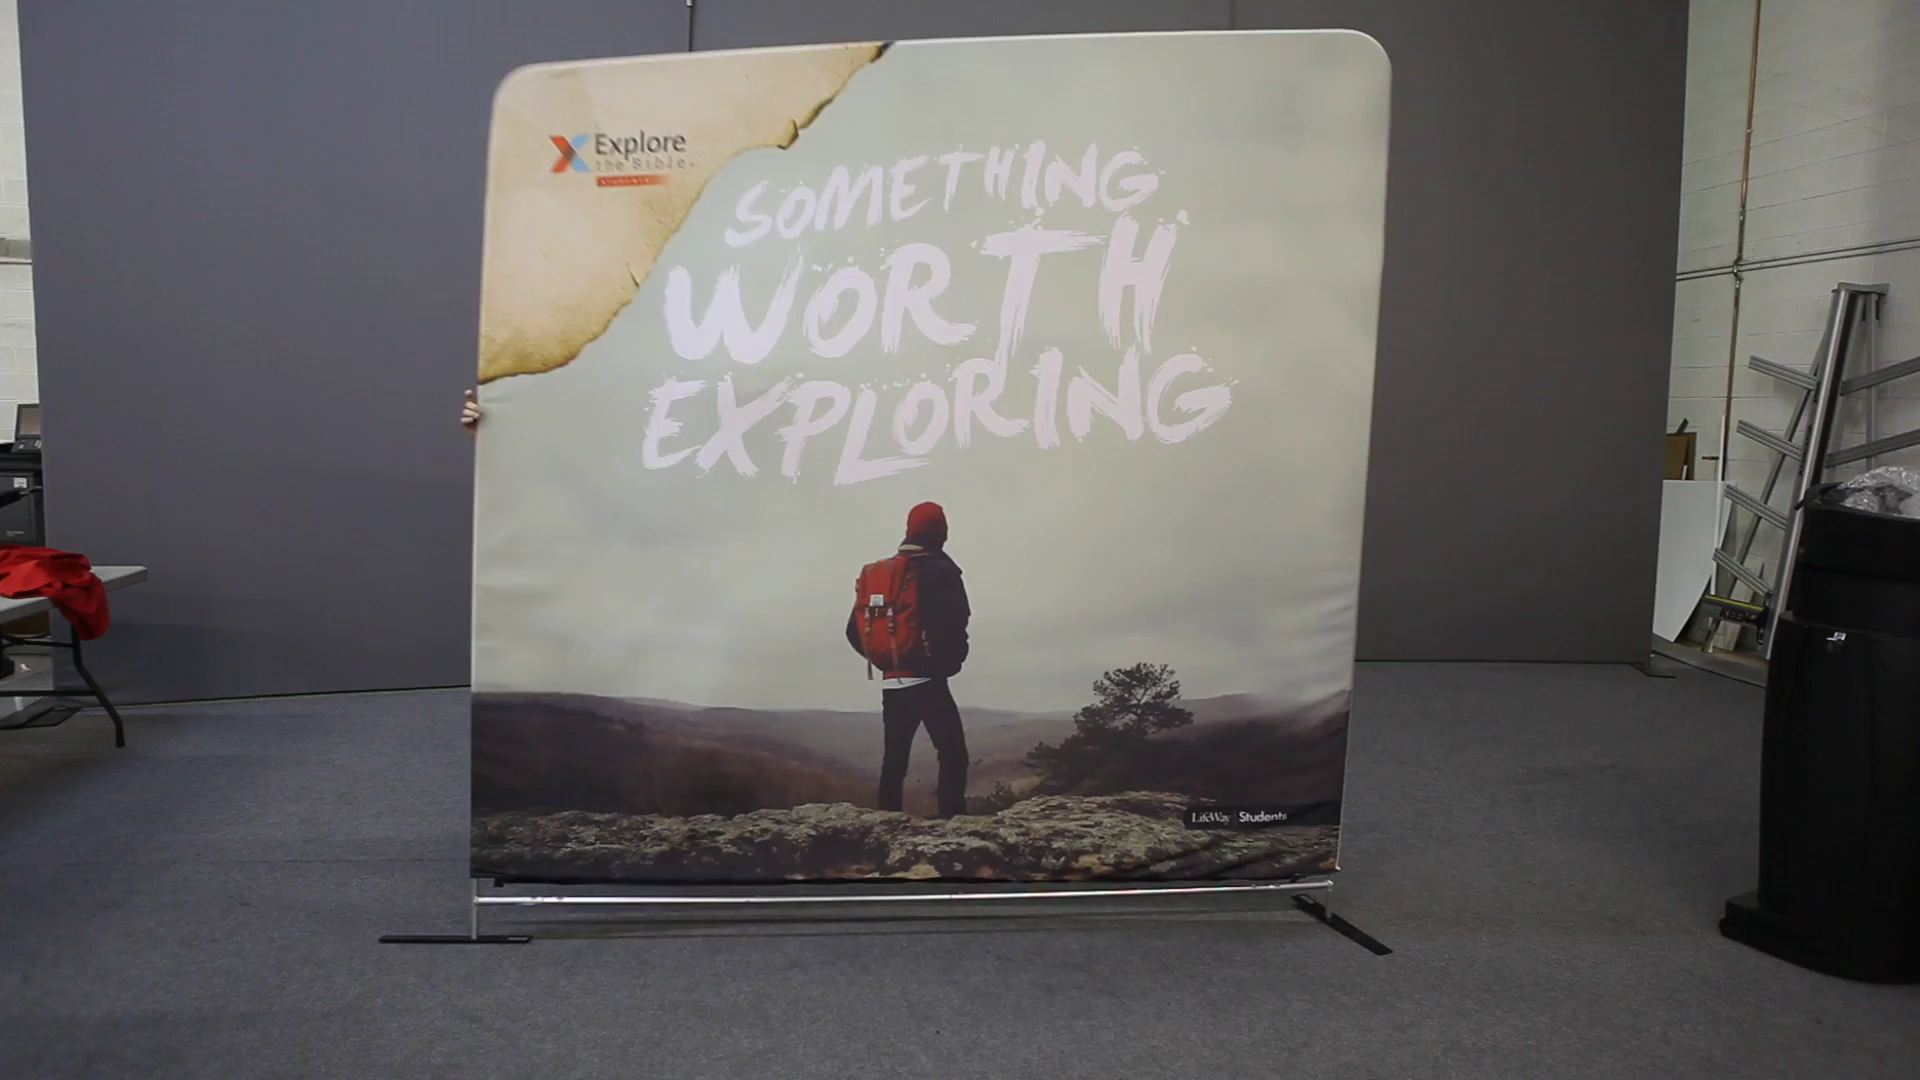 Explore
the Bible.
SOMETHING
WORTH
EXPLORING
LifeWay Students